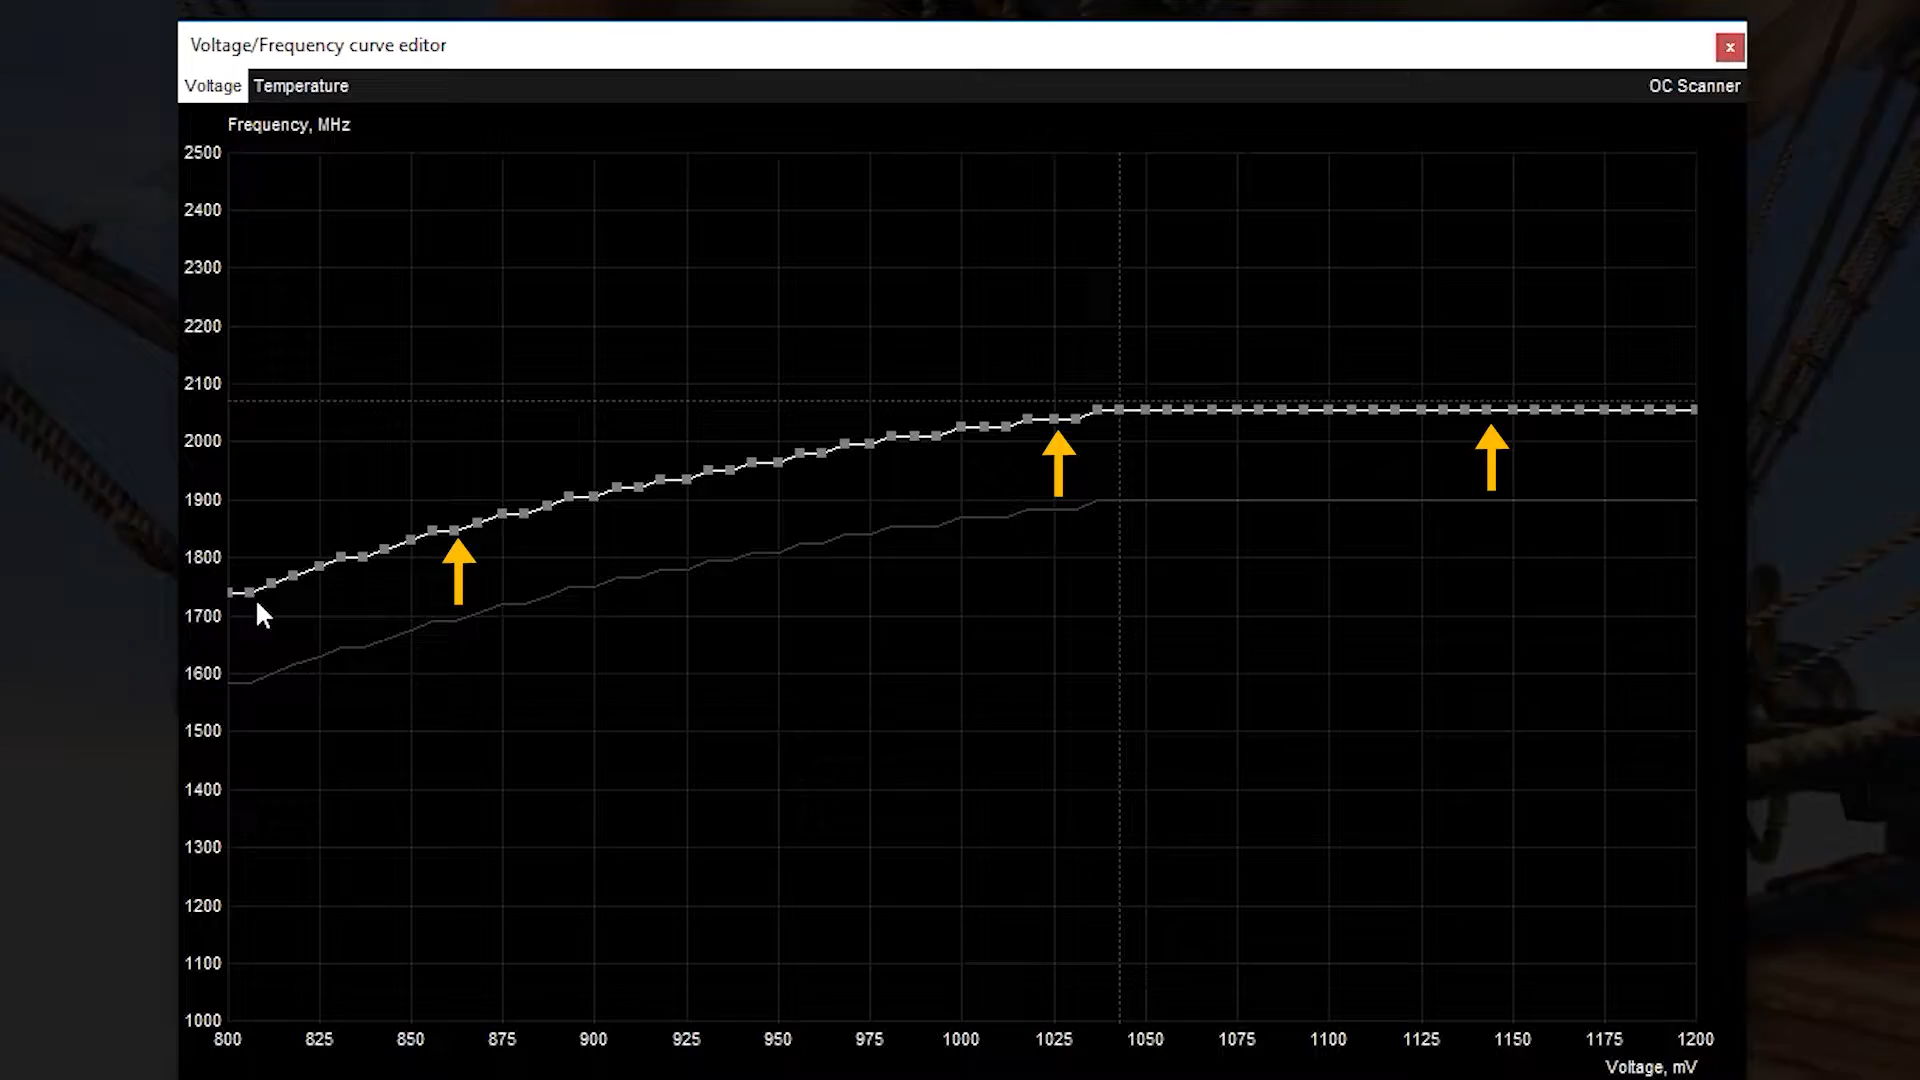 Voltage/Frequency curve editor
x
Voltage Temperature OC Scanner
Frequency, MHz
2500
2400
2300
2200
2100
2000
1900
1800
1700
1600
1500
1400
1300
1200
1100
1000
800 825 850 875 900 925 950 975 1000 1025 1050 1075 1100 1125 1150 1175 1200
Voltage, mV